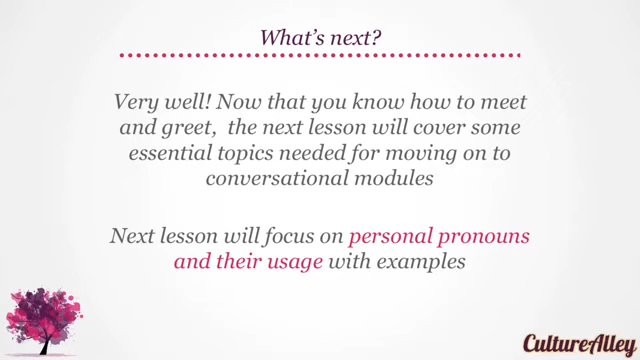 What's next?
Very well! Now that you know how to meet
and greet,  the next lesson will cover some
essential topics needed for moving on to
conversational modules
Next lesson will focus on personal pronouns
and their usage with examples
CultureAlley